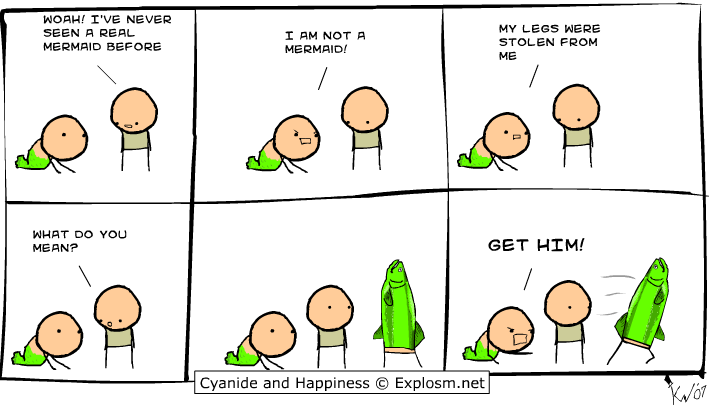 WOAH! I'VE NEVER
SEEN A REAL
MERMAID BEFORE
I AM NOT A
MERMAID!
MY LEGS WERE
STOLEN FROM
ME
WHAT DO YOU
MEAN?
GET HIM!
Cyanide and Happiness © Explosm.net